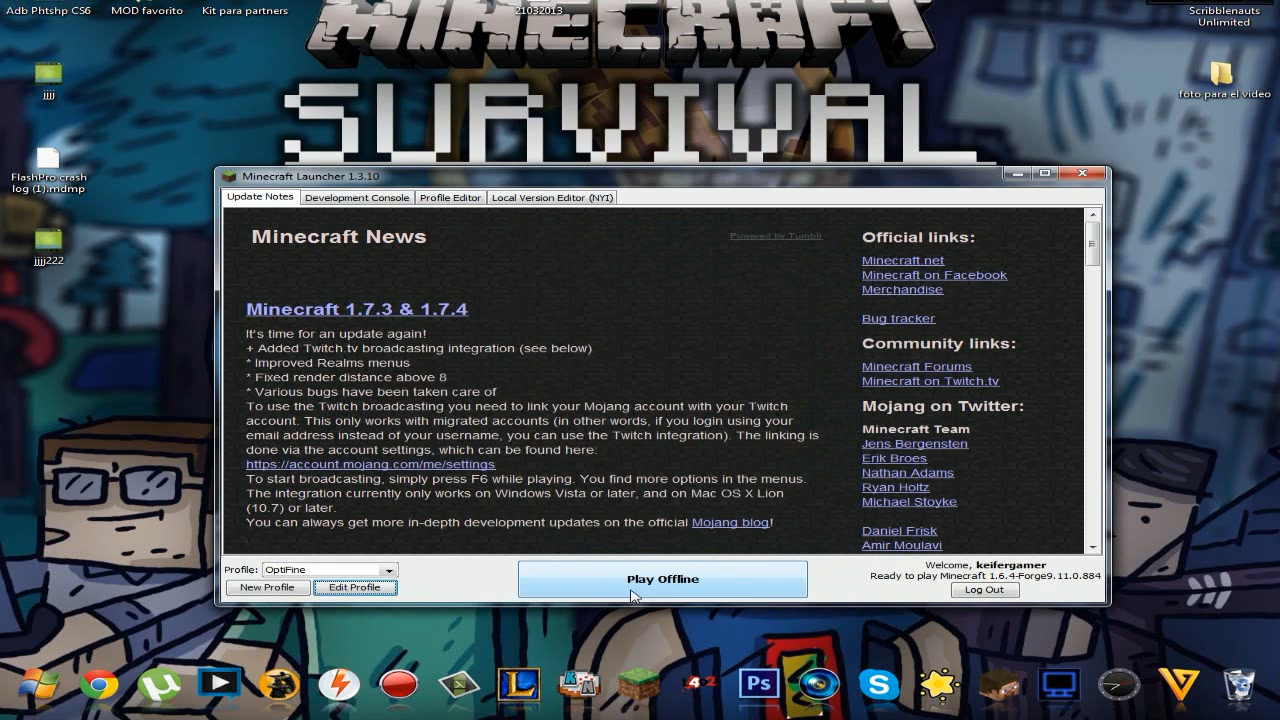 Adb Phtshp CS6
MOD favorito
Kit para partners
21032013
Scribblenauts
Unlimited
MINECRAFT
SURVIVAL
jjjj
foto para el video
FlashPro crash
log (1).mdmp
jjjj222
Minecraft Launcher 1.3.10
Update Notes
Development Console
Profile Editor
Local Version Editor (NYI)
Minecraft News
Powered by Tumblr
Minecraft 1.7.3 & 1.7.4
It's time for an update again!
+ Added Twitch.tv broadcasting integration (see below)
* Improved Realms menus
* Fixed render distance above 8
* Various bugs have been taken care of
To use the Twitch broadcasting you need to link your Mojang account with your Twitch
account. This only works with migrated accounts (in other words, if you login using your
email address instead of your username, you can use the Twitch integration). The linking is
done via the account settings, which can be found here:
https://account.mojang.com/me/settings
To start broadcasting, simply press F6 while playing. You find more options in the menus.
The integration currently only works on Windows Vista or later, and on Mac OS X Lion
(10.7) or later.
You can always get more in-depth development updates on the official Mojang blog!
Official links:
Minecraft.net
Minecraft on Facebook
Merchandise
Bug tracker
Community links:
Minecraft Forums
Minecraft on Twitch.tv
Mojang on Twitter:
Minecraft Team
Jens Bergensten
Erik Broes
Nathan Adams
Ryan Holtz
Michael Stoyke
Daniel Frisk
Amir Moulavi
Profile: OptiFine
New Profile
Edit Profile
Play Offline
Welcome, keifergamer
Ready to play Minecraft 1.6.4-Forge9.11.0.884
Log Out
Ps